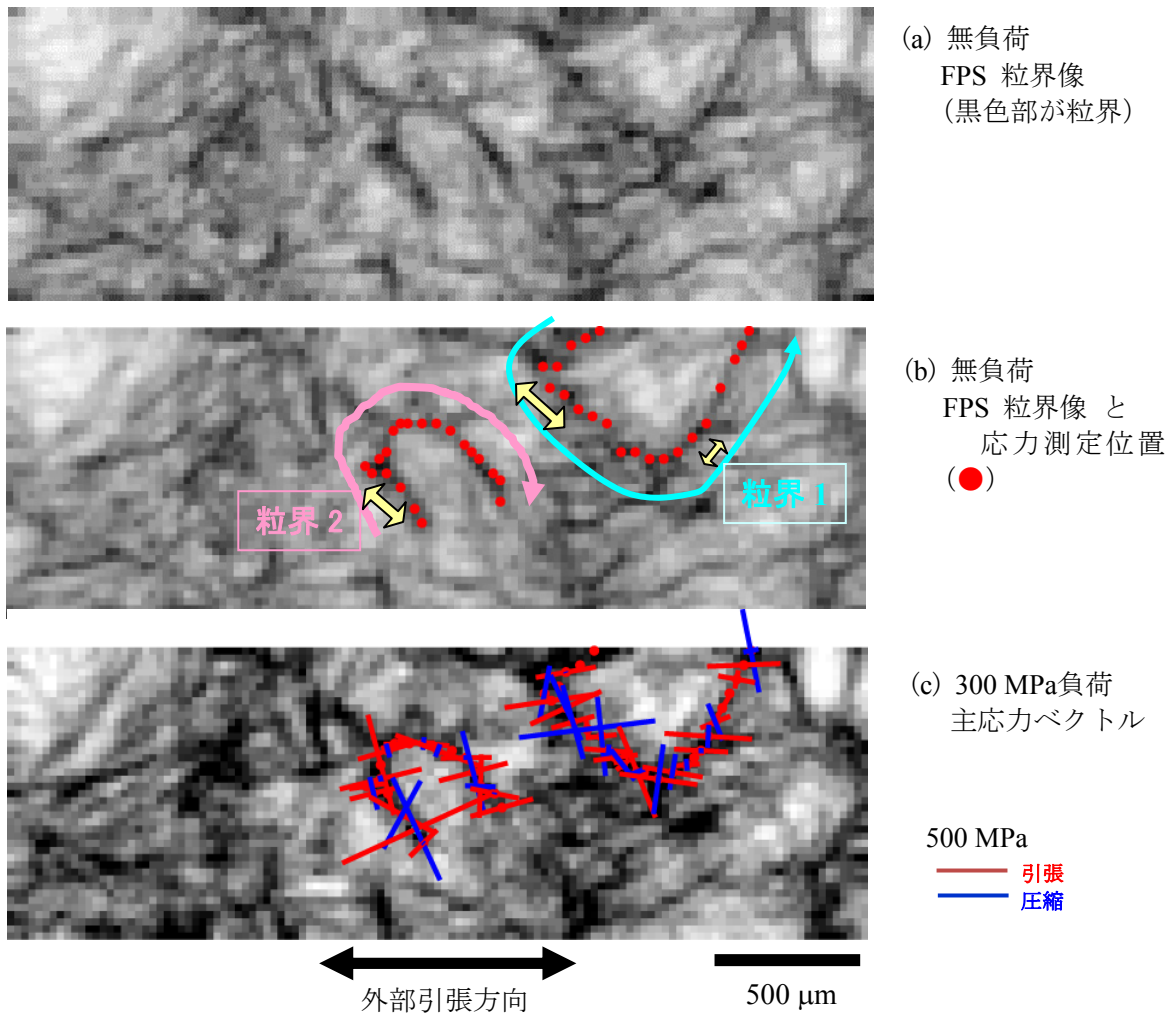 (a) 無負荷
FPS 粒界像
(黒色部が粒界)
(b) 無負荷
FPS 粒界像 と
応力測定位置
(●)
粒界 1
粒界 2
(c) 300 MPa負荷
主応力ベクトル
500 MPa
引張
圧縮
外部引張方向
500 μm